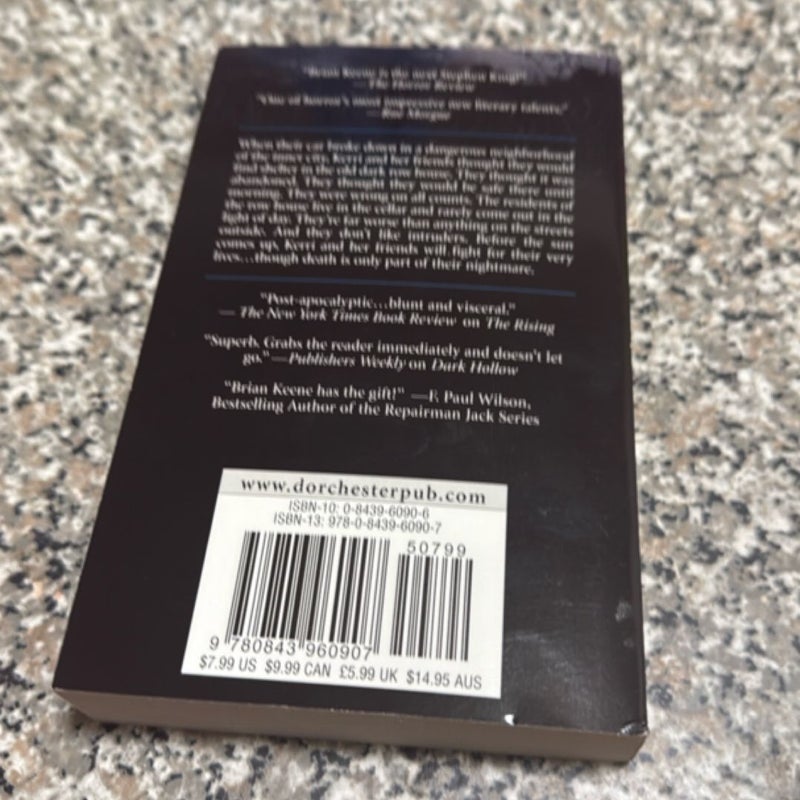 "Brian Keene is the next Stephen King!"
—The Horror Review
"One of horror's most impressive new literary talents."
—Rue Morgue
When their car broke down in a dangerous neighborhood
of the inner city, Kerri and her friends thought they would
find shelter in the old dark row house. They thought it was
abandoned. They thought they would be safe there until
morning. They were wrong on all counts. The residents of
the row house live in the cellar and rarely come out in the
light of day. They're far worse than anything on the streets
outside. And they don't like intruders. Before the sun
comes up, Kerri and her friends will fight for their very
lives...though death is only part of their nightmare.
"Post-apocalyptic...blunt and visceral."
—The New York Times Book Review on The Rising
"Superb. Grabs the reader immediately and doesn't let
go." —Publishers Weekly on Dark Hollow
"Brian Keene has the gift!" —F. Paul Wilson,
Bestselling Author of the Repairman Jack Series
www.dorchesterpub.com
ISBN-10: 0-8439-6090-6
ISBN-13: 978-0-8439-6090-7
50799
9 780843 960907
$7.99 US $9.99 CAN £5.99 UK $14.95 AUS